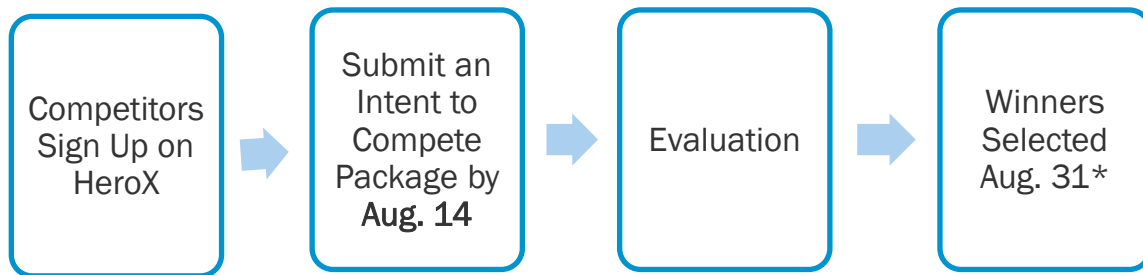 Competitors
Sign Up on
HeroX
Submit an
Intent to
Compete
Package by
Aug. 14
Evaluation
Winners
Selected
Aug. 31*